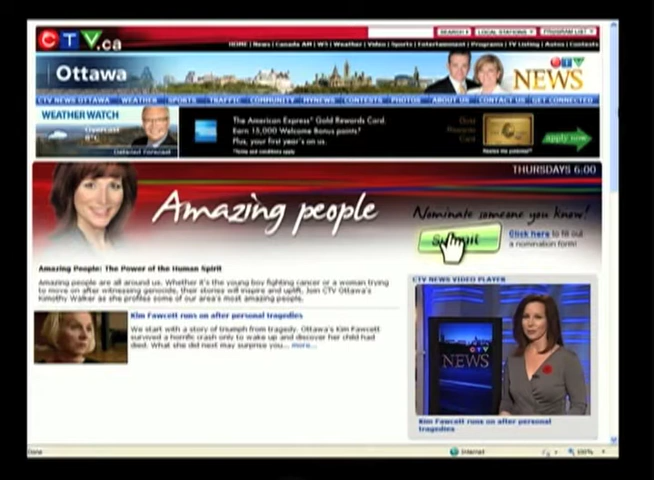 CTV.ca
SEARCH
LOCAL STATIONS
PROGRAM LIST
HOME | News | Canada AM | W5 | Weather | Video | Sports | Entertainment | Programs | TV Listing | Autos | Contests
Ottawa
CTV
NEWS
CTV NEWS OTTAWA WEATHER SPORTS TRAFFIC COMMUNITY MYNEWS CONTESTS PHOTOS ABOUT US CONTACT US GET CONNECTED
WEATHER WATCH
Overcast
8°C
Detailed Forecast
The American Express® Gold Rewards Card.
Earn 15,000 Welcome Bonus points?
Plus, your first year's on us.
Gold
Rewards
Card
apply now
THURSDAYS 6:00
Amazing people
Nominate someone you know!
Submit
Click here to fill out
a nomination form!
Amazing People: The Power of the Human Spirit
Amazing people are all around us. Whether it's the young boy fighting cancer or a woman trying
to move on after witnessing genocide, their stories will inspire and uplift. Join CTV Ottawa's
Kimothy Walker as she profiles some of our area's most amazing people.
Kim Fawcett runs on after personal tragedies
We start with a story of triumph from tragedy. Ottawa's Kim Fawcett
survived a horrific crash only to wake up and discover her child had
died. What she did next may surprise you... more...
CTV NEWS VIDEO PLAYER
CTV
NEWS
Kim Fawcett runs on after personal
tragedies
Done
Internet
100%